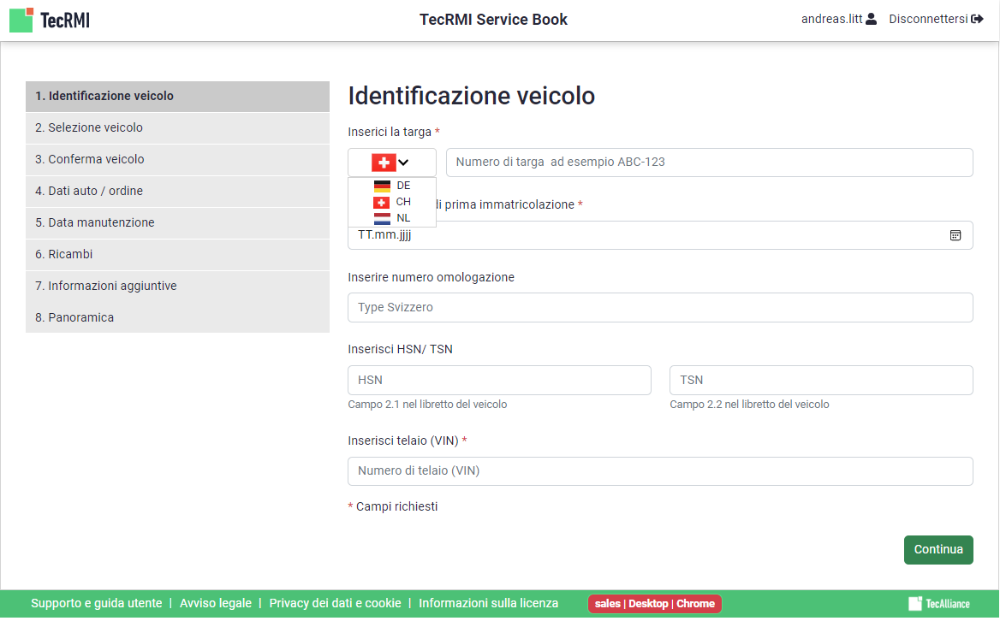 TecRMI
TecRMI Service Book
andreas.litt
Disconnettersi
1. Identificazione veicolo
2. Selezione veicolo
3. Conferma veicolo
4. Dati auto / ordine
5. Data manutenzione
6. Ricambi
7. Informazioni aggiuntive
8. Panoramica
Identificazione veicolo
Inserici la targa *
Numero di targa ad esempio ABC-123
DE
CH
NL
di prima immatricolazione *
TT.mm.jjjj
Inserire numero omologazione
Type Svizzero
Inserisci HSN/ TSN
HSN
TSN
Campo 2.1 nel libretto del veicolo
Campo 2.2 nel libretto del veicolo
Inserisci telaio (VIN) *
Numero di telaio (VIN)
* Campi richiesti
Continua
Supporto e guida utente | Avviso legale | Privacy dei dati e cookie | Informazioni sulla licenza
sales | Desktop | Chrome
TecAlliance